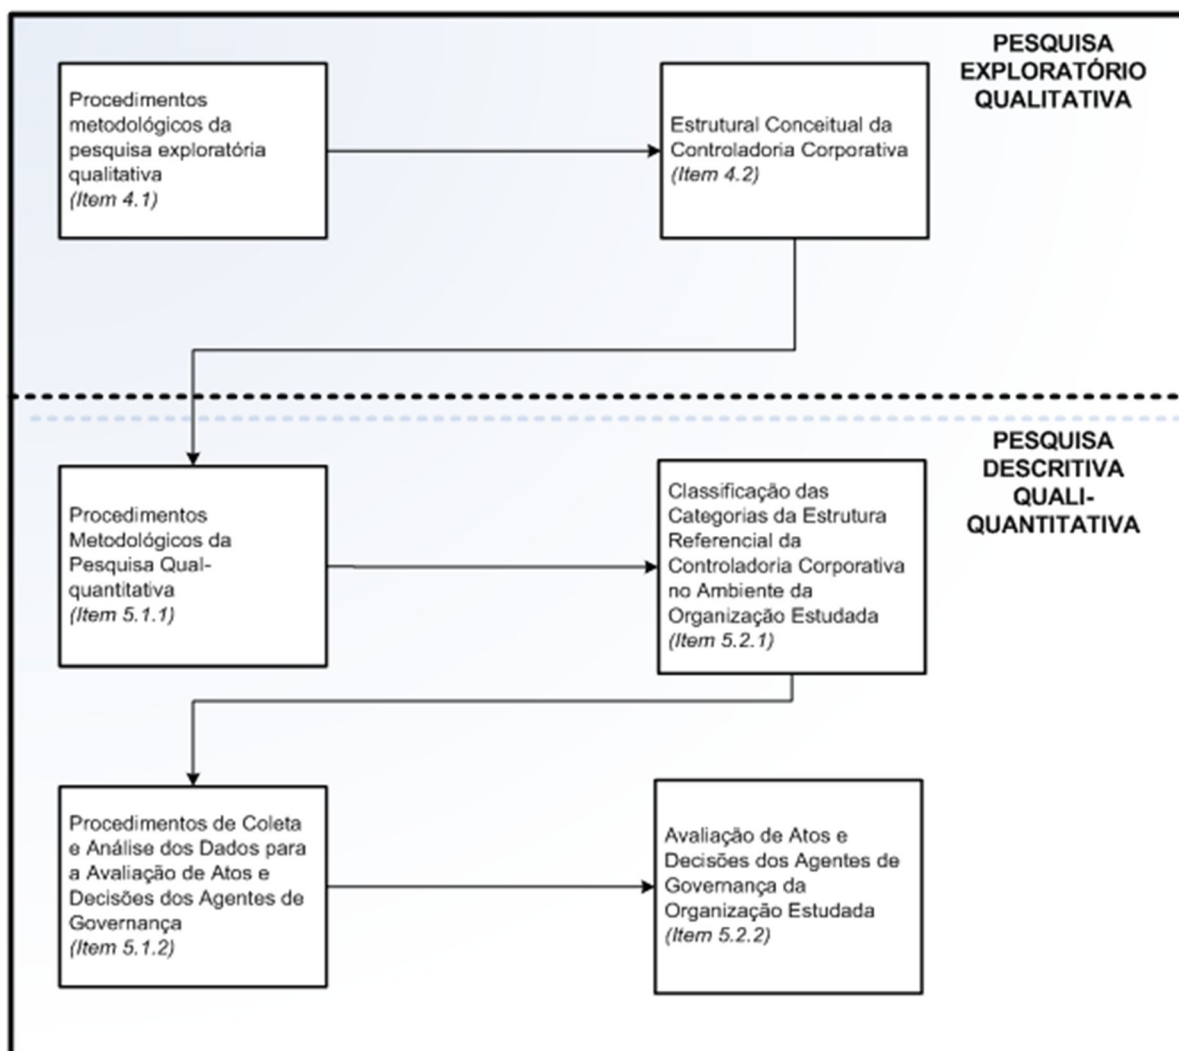 PESQUISA
EXPLORATÓRIO
QUALITATIVA
Procedimentos
metodológicos da
pesquisa exploratória
qualitativa
(Item 4.1)
Estrutural Conceitual da
Controladoria Corporativa
(Item 4.2)
PESQUISA
DESCRITIVA
QUALI-
QUANTITATIVA
Procedimentos
Metodológicos da
Pesquisa Qual-
quantitativa
(Item 5.1.1)
Classificação das
Categorias da Estrutura
Referencial da
Controladoria Corporativa
no Ambiente da
Organização Estudada
(Item 5.2.1)
Procedimentos de Coleta
e Análise dos Dados para
a Avaliação de Atos e
Decisões dos Agentes de
Governança
(Item 5.1.2)
Avaliação de Atos e
Decisões dos Agentes de
Governança da
Organização Estudada
(Item 5.2.2)